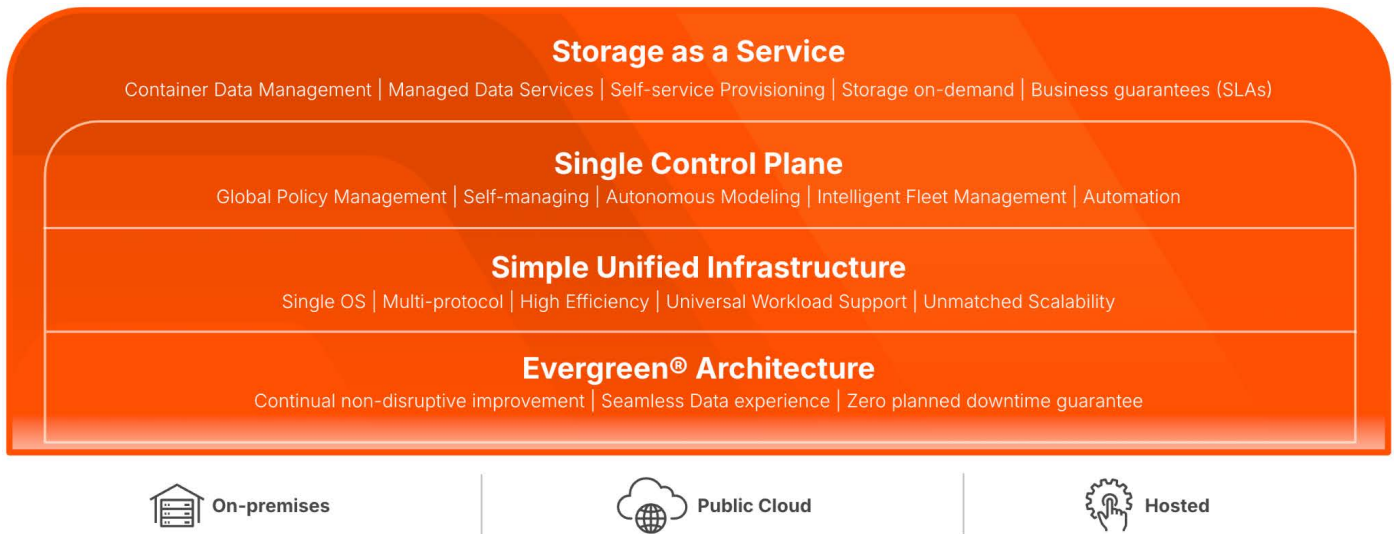 Storage as a Service
Container Data Management | Managed Data Services | Self-service Provisioning | Storage on-demand | Business guarantees (SLAs)
Single Control Plane
Global Policy Management | Self-managing | Autonomous Modeling | Intelligent Fleet Management | Automation
Simple Unified Infrastructure
Single OS | Multi-protocol | High Efficiency | Universal Workload Support | Unmatched Scalability
Evergreen® Architecture
Continual non-disruptive improvement | Seamless Data experience | Zero planned downtime guarantee
On-premises
Public Cloud
Hosted